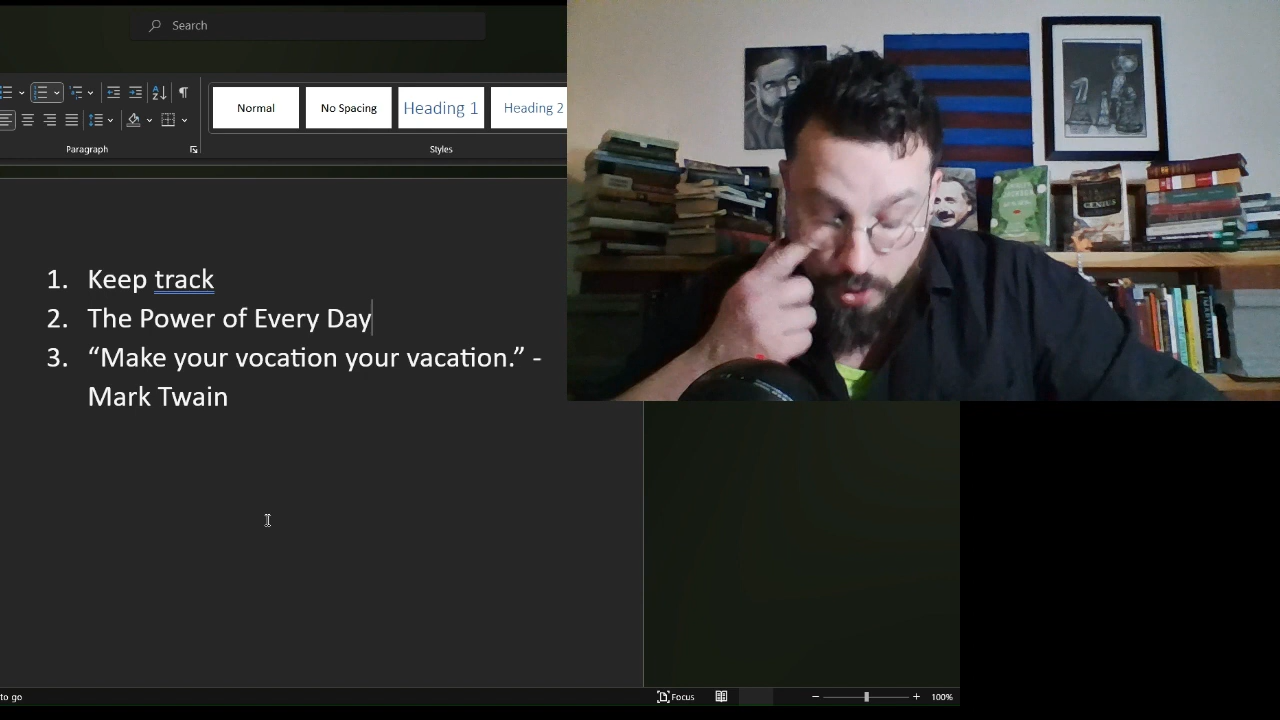 Search
Normal
No Spacing
Heading 1
Heading 2
Paragraph
Styles
1. Keep track
2. The Power of Every Day
3. “Make your vocation your vacation.” -
Mark Twain
GENIUS
to go
Focus
100%